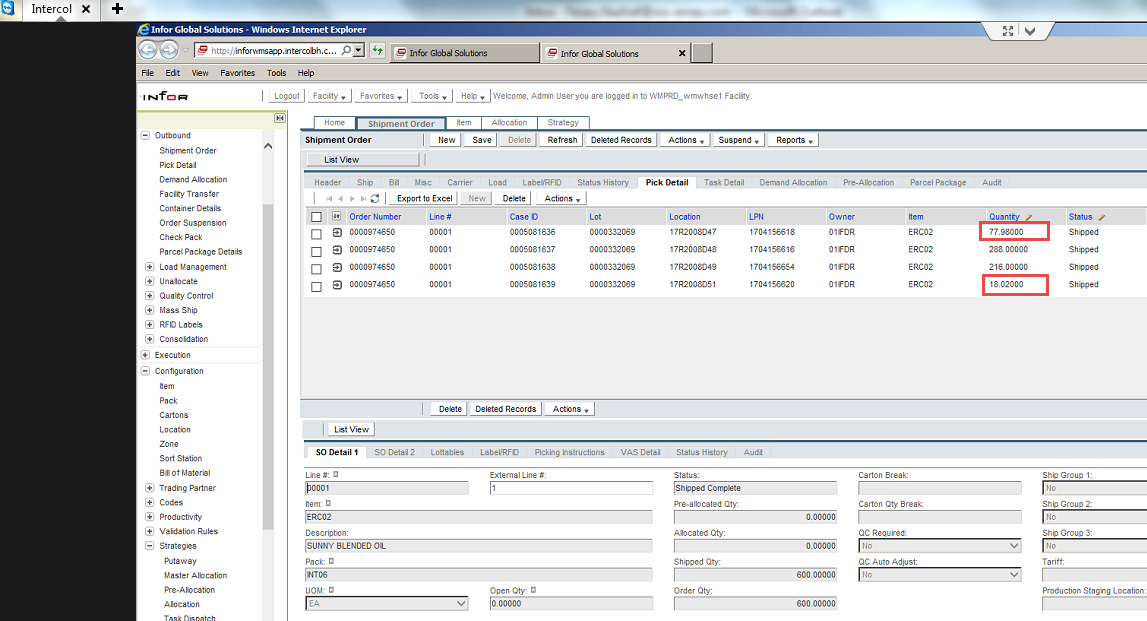 Intercol
Infor Global Solutions - Windows Internet Explorer
http://inforwmsapp.intercolbh.c...
Infor Global Solutions
Infor Global Solutions
File Edit View Favorites Tools Help
INFOR
Logout Facility Favorites Tools Help Welcome, Admin User you are logged in to WMPRD_wmwhse1 Facility.
Home Shipment Order Item Allocation Strategy
Shipment Order New Save Delete Refresh Deleted Records Actions Suspend Reports
List View
Header Ship Bill Misc Carrier Load Label/RFID Status History Pick Detail Task Detail Demand Allocation Pre-Allocation Parcel Package Audit
Export to Excel New Delete Actions
Order Number Line # Case ID Lot Location LPN Owner Item Quantity Status
0000974650 00001 0005081636 0000332069 17R2008D47 1704156618 01IFDR ERC02 77.98000 Shipped
0000974650 00001 0005081637 0000332069 17R2008D48 1704156616 01IFDR ERC02 288.00000 Shipped
0000974650 00001 0005081638 0000332069 17R2008D49 1704156654 01IFDR ERC02 216.00000 Shipped
0000974650 00001 0005081639 0000332069 17R2008D51 1704156620 01IFDR ERC02 18.02000 Shipped
Outbound
Shipment Order
Pick Detail
Demand Allocation
Facility Transfer
Container Details
Order Suspension
Check Pack
Parcel Package Details
Load Management
Unallocate
Quality Control
Mass Ship
RFID Labels
Consolidation
Execution
Configuration
Item
Pack
Cartons
Location
Zone
Sort Station
Bill of Material
Trading Partner
Codes
Productivity
Validation Rules
Strategies
Putaway
Master Allocation
Pre-Allocation
Allocation
Task Dispatch
Delete Deleted Records Actions
List View
SO Detail 1 SO Detail 2 Lottables Label/RFID Picking Instructions VAS Detail Status History Audit
Line #: External Line #: Status: Carton Break: Ship Group 1:
00001 1 Shipped Complete No
Item: Pre-allocated Qty: Carton Qty Break: Ship Group 2:
ERC02 0.00000 No
Description: Allocated Qty: QC Required: Ship Group 3:
SUNNY BLENDED OIL 0.00000 No No
Pack: Shipped Qty: QC Auto Adjust: Tariff:
INT06 600.00000 No
UOM: Open Qty: Order Qty: Production Staging Location:
EA 0.00000 600.00000